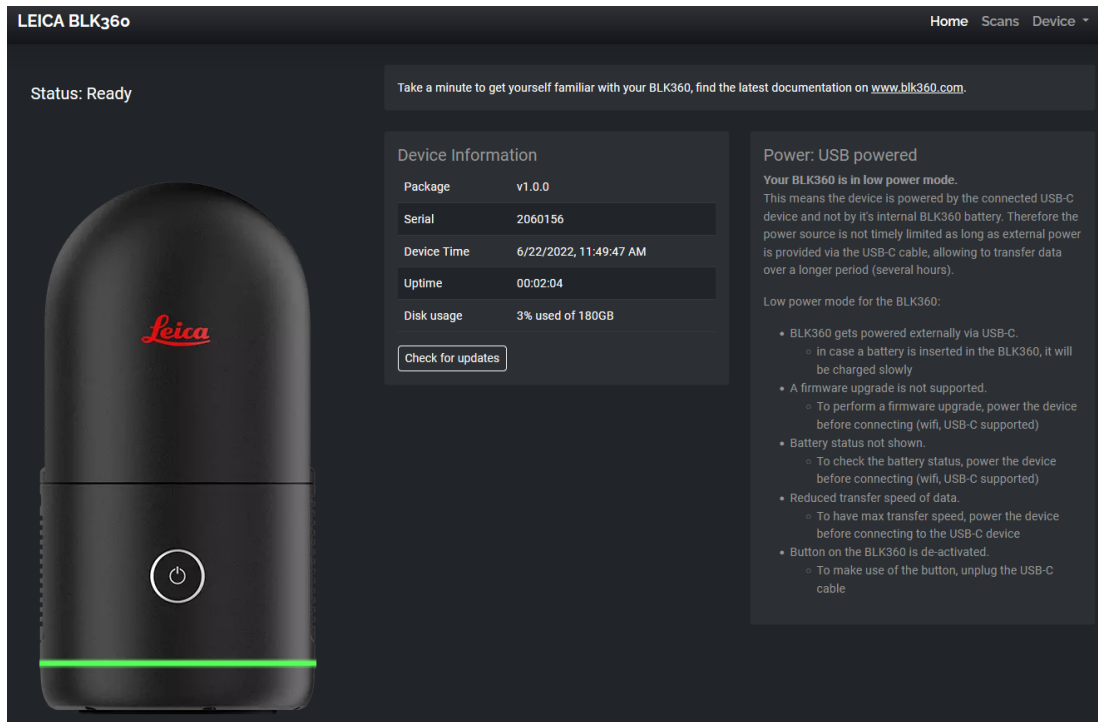 LEICA BLK360
Home Scans Device
Status: Ready
Take a minute to get yourself familiar with your BLK360, find the latest documentation on www.blk360.com.
Leica
Device Information
Package v1.0.0
Serial 2060156
Device Time 6/22/2022, 11:49:47 AM
Uptime 00:02:04
Disk usage 3% used of 180GB
Check for updates
Power: USB powered
Your BLK360 is in low power mode.
This means the device is powered by the connected USB-C
device and not by it's internal BLK360 battery. Therefore the
power source is not timely limited as long as external power
is provided via the USB-C cable, allowing to transfer data
over a longer period (several hours).
Low power mode for the BLK360:
• BLK360 gets powered externally via USB-C.
◦ in case a battery is inserted in the BLK360, it will
be charged slowly
• A firmware upgrade is not supported.
◦ To perform a firmware upgrade, power the device
before connecting (wifi, USB-C supported)
• Battery status not shown.
◦ To check the battery status, power the device
before connecting (wifi, USB-C supported)
• Reduced transfer speed of data.
◦ To have max transfer speed, power the device
before connecting to the USB-C device
• Button on the BLK360 is de-activated.
◦ To make use of the button, unplug the USB-C
cable